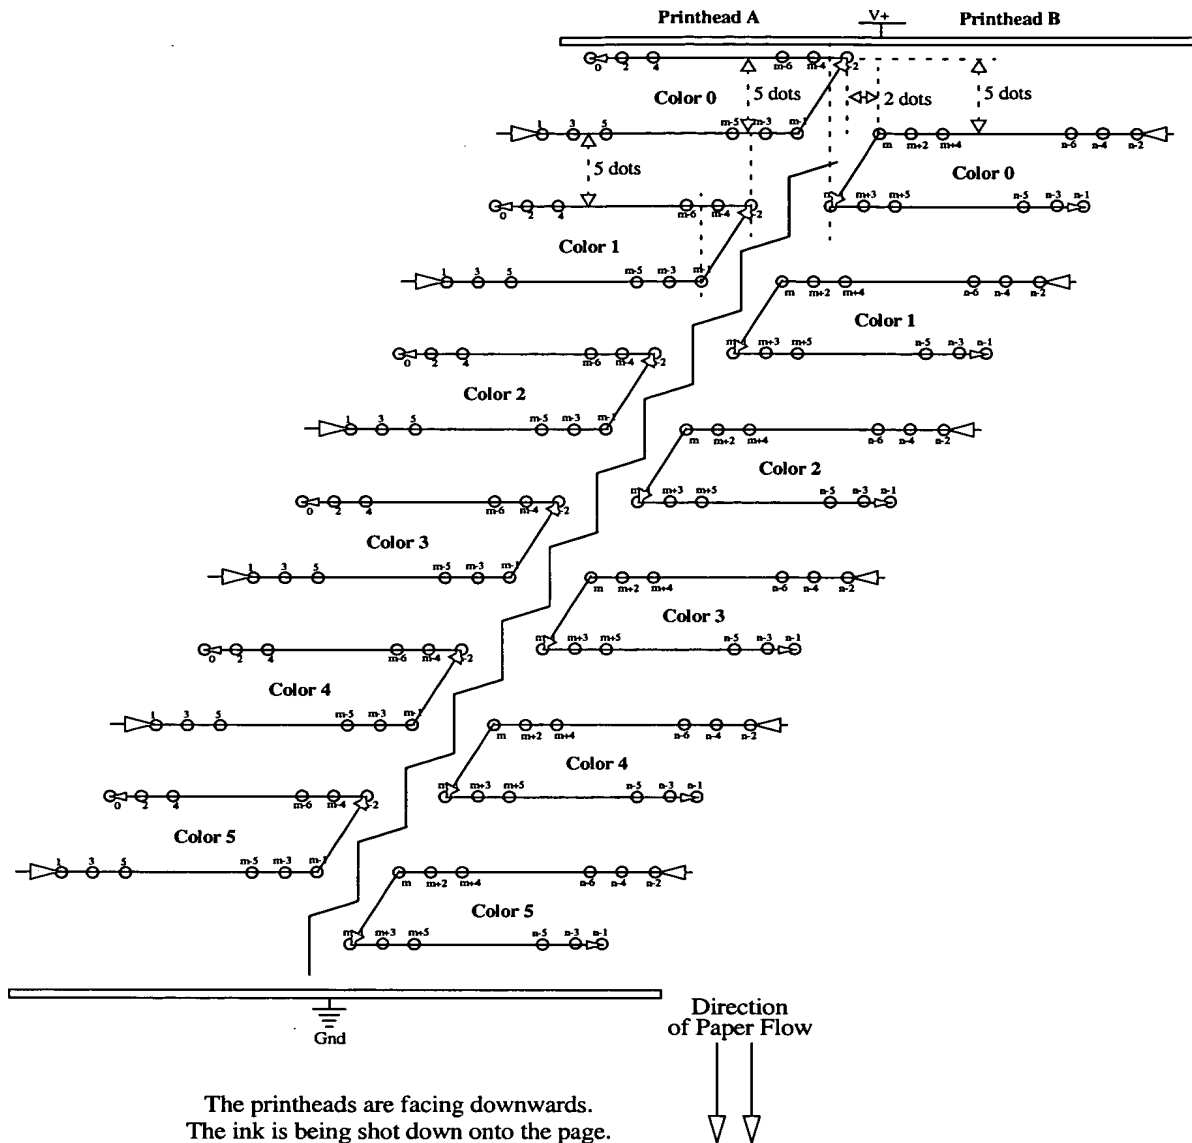 Printhead A V+ Printhead B
0 2 4 m-6 m-4 -2
Color 0 5 dots 2 dots 5 dots
1 3 5 m-5 m-3 m-1
m m+2 m+4 n-6 n-4 n-2
5 dots Color 0
m m+3 m+5 n-5 n-3 n-1
0 2 4 m-6 m-4 -2
Color 1
1 3 5 m-5 m-3 m-1
m m+2 m+4 n-6 n-4 n-2
Color 1
m m+3 m+5 n-5 n-3 n-1
0 2 4 m-6 m-4 -2
Color 2
1 3 5 m-5 m-3 m-1
m m+2 m+4 n-6 n-4 n-2
Color 2
m m+3 m+5 n-5 n-3 n-1
0 2 4 m-6 m-4 -2
Color 3
1 3 5 m-5 m-3 m-1
m m+2 m+4 n-6 n-4 n-2
Color 3
m m+3 m+5 n-5 n-3 n-1
0 2 4 m-6 m-4 -2
Color 4
1 3 5 m-5 m-3 m-1
m m+2 m+4 n-6 n-4 n-2
Color 4
m m+3 m+5 n-5 n-3 n-1
0 2 4 m-6 m-4 -2
Color 5
1 3 5 m-5 m-3 m-1
m m+2 m+4 n-6 n-4 n-2
Color 5
m m+3 m+5 n-5 n-3 n-1
Gnd
Direction
of Paper Flow
The printheads are facing downwards.
The ink is being shot down onto the page.